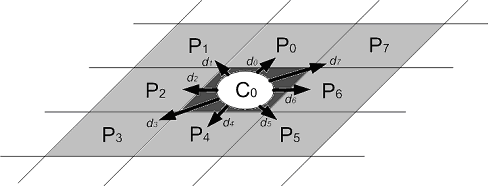 P₁ P₀ P₇
d₁ d₀ d₇
P₂ d₂ C₀ P₆
d₆
P₃ d₃ P₄ d₄ d₅ P₅